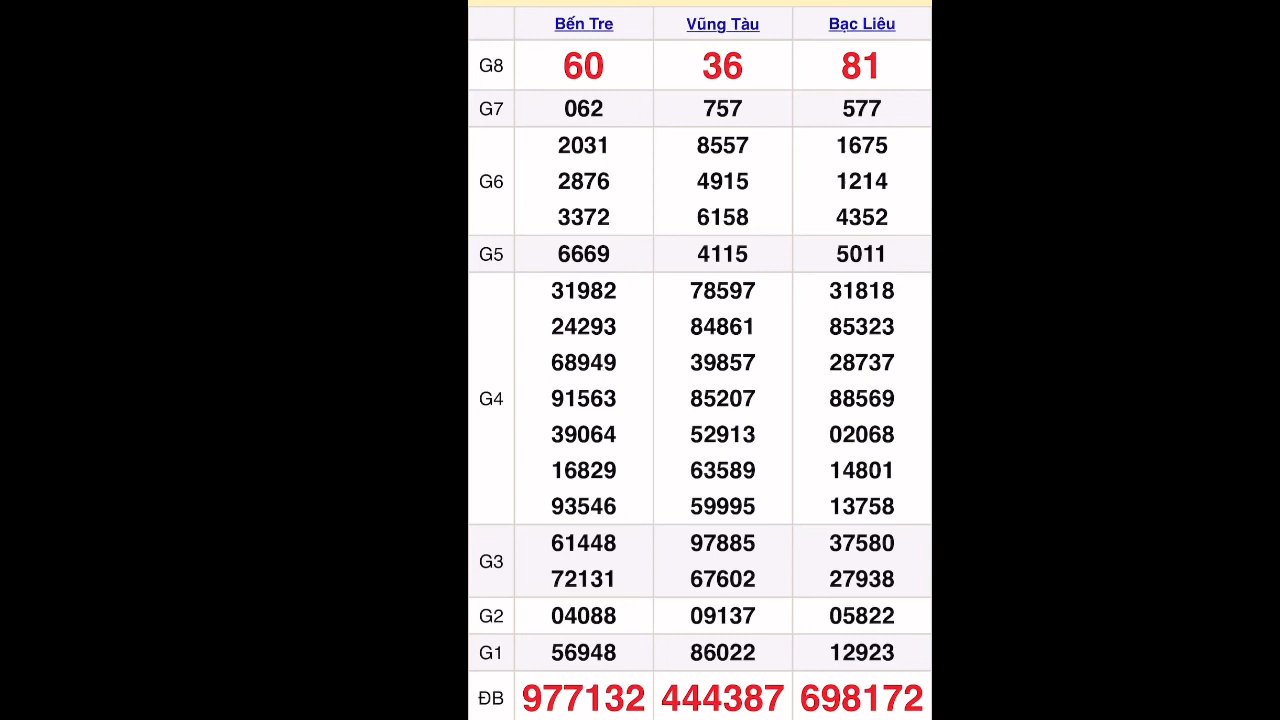 Bến Tre Vũng Tàu Bạc Liêu
G8 60 36 81
G7 062 757 577
2031 8557 1675
G6 2876 4915 1214
3372 6158 4352
G5 6669 4115 5011
31982 78597 31818
24293 84861 85323
68949 39857 28737
G4 91563 85207 88569
39064 52913 02068
16829 63589 14801
93546 59995 13758
61448 97885 37580
G3
72131 67602 27938
G2 04088 09137 05822
G1 56948 86022 12923
ĐB 977132 444387 698172